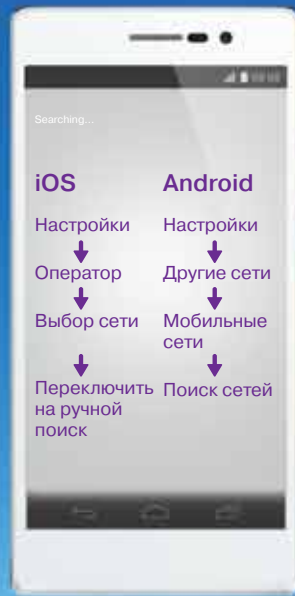 Searching...
iOS
Настройки
Оператор
Выбор сети
Переключить
на ручной
поиск
Android
Настройки
Другие сети
Мобильные
сети
Поиск сетей